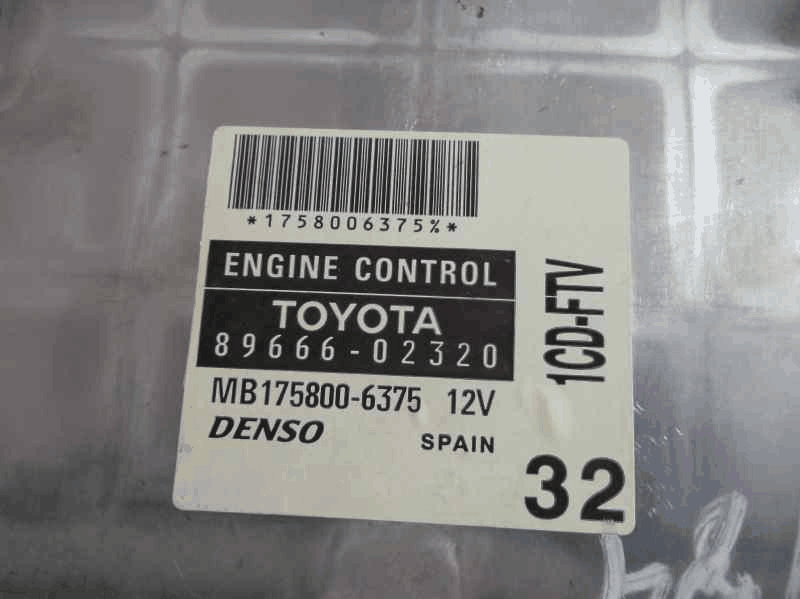 *1758006375%*
ENGINE CONTROL
TOYOTA
89666-02320
MB175800-6375 12V
DENSO SPAIN
1CD-FTV
32